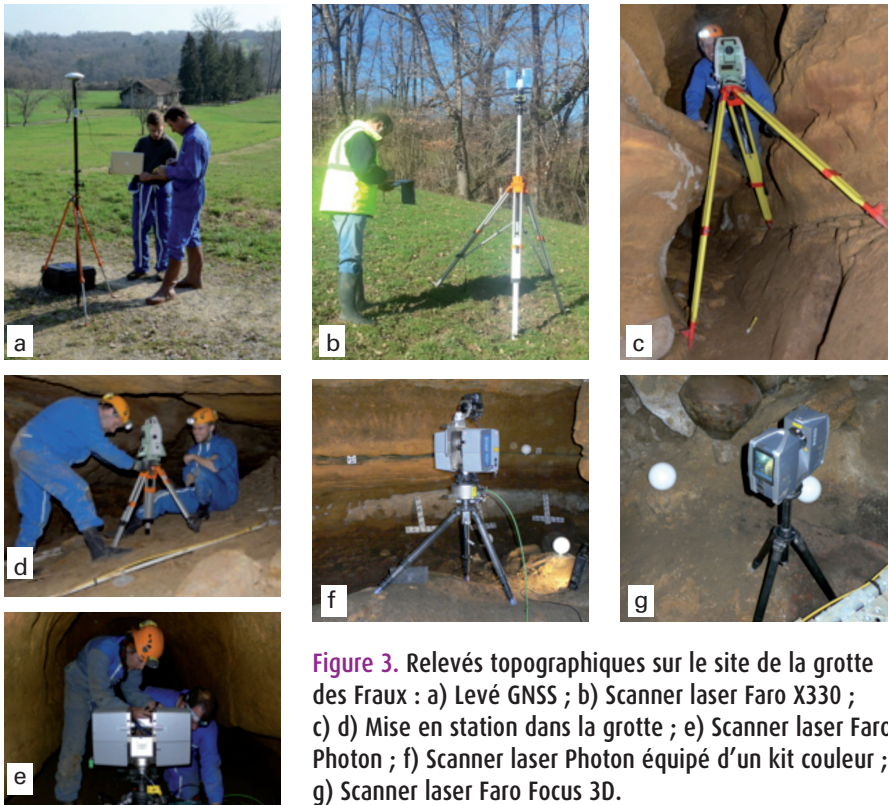 a
b
c
d
f
g
e
Figure 3. Relevés topographiques sur le site de la grotte
des Fraux : a) Levé GNSS ; b) Scanner laser Faro X330 ;
c) d) Mise en station dans la grotte ; e) Scanner laser Faro
Photon ; f) Scanner laser Photon équipé d'un kit couleur ;
g) Scanner laser Faro Focus 3D.